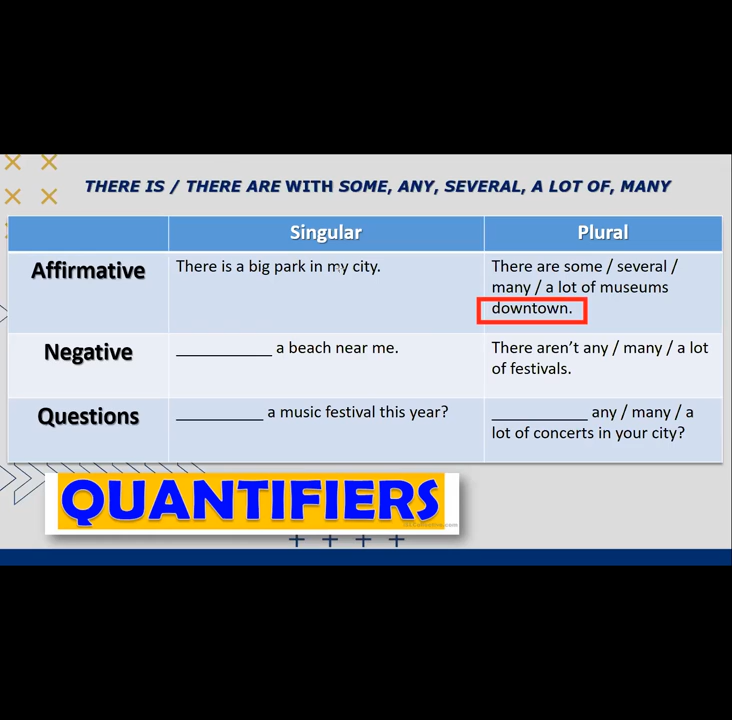 THERE IS / THERE ARE WITH SOME, ANY, SEVERAL, A LOT OF, MANY
Singular
Plural
Affirmative
There is a big park in my city.
There are some / several /
many / a lot of museums
downtown.
Negative
____________ a beach near me.
There aren’t any / many / a lot
of festivals.
Questions
___________ a music festival this year?
____________ any / many / a
lot of concerts in your city?
QUANTIFIERS